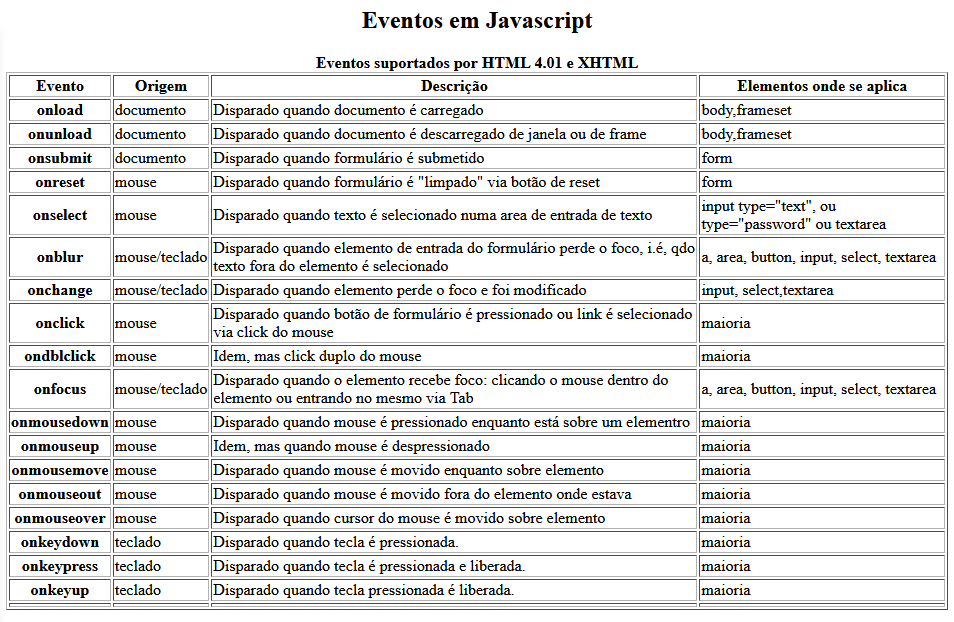 Eventos em Javascript
Eventos suportados por HTML 4.01 e XHTML
Evento Origem Descrição Elementos onde se aplica
onload documento Disparado quando documento é carregado body,frameset
onunload documento Disparado quando documento é descarregado de janela ou de frame body,frameset
onsubmit documento Disparado quando formulário é submetido form
onreset mouse Disparado quando formulário é "limpado" via botão de reset form
onselect mouse Disparado quando texto é selecionado numa area de entrada de texto input type="text", ou
type="password" ou textarea
onblur mouse/teclado Disparado quando elemento de entrada do formulário perde o foco, i.é, qdo
texto fora do elemento é selecionado a, area, button, input, select, textarea
onchange mouse/teclado Disparado quando elemento perde o foco e foi modificado input, select,textarea
onclick mouse Disparado quando botão de formulário é pressionado ou link é selecionado
via click do mouse maioria
ondblclick mouse Idem, mas click duplo do mouse maioria
onfocus mouse/teclado Disparado quando o elemento recebe foco: clicando o mouse dentro do
elemento ou entrando no mesmo via Tab a, area, button, input, select, textarea
onmousedown mouse Disparado quando mouse é pressionado enquanto está sobre um elementro maioria
onmouseup mouse Idem, mas quando mouse é despressionado maioria
onmousemove mouse Disparado quando mouse é movido enquanto sobre elemento maioria
onmouseout mouse Disparado quando mouse é movido fora do elemento onde estava maioria
onmouseover mouse Disparado quando cursor do mouse é movido sobre elemento maioria
onkeydown teclado Disparado quando tecla é pressionada. maioria
onkeypress teclado Disparado quando tecla é pressionada e liberada. maioria
onkeyup teclado Disparado quando tecla pressionada é liberada. maioria